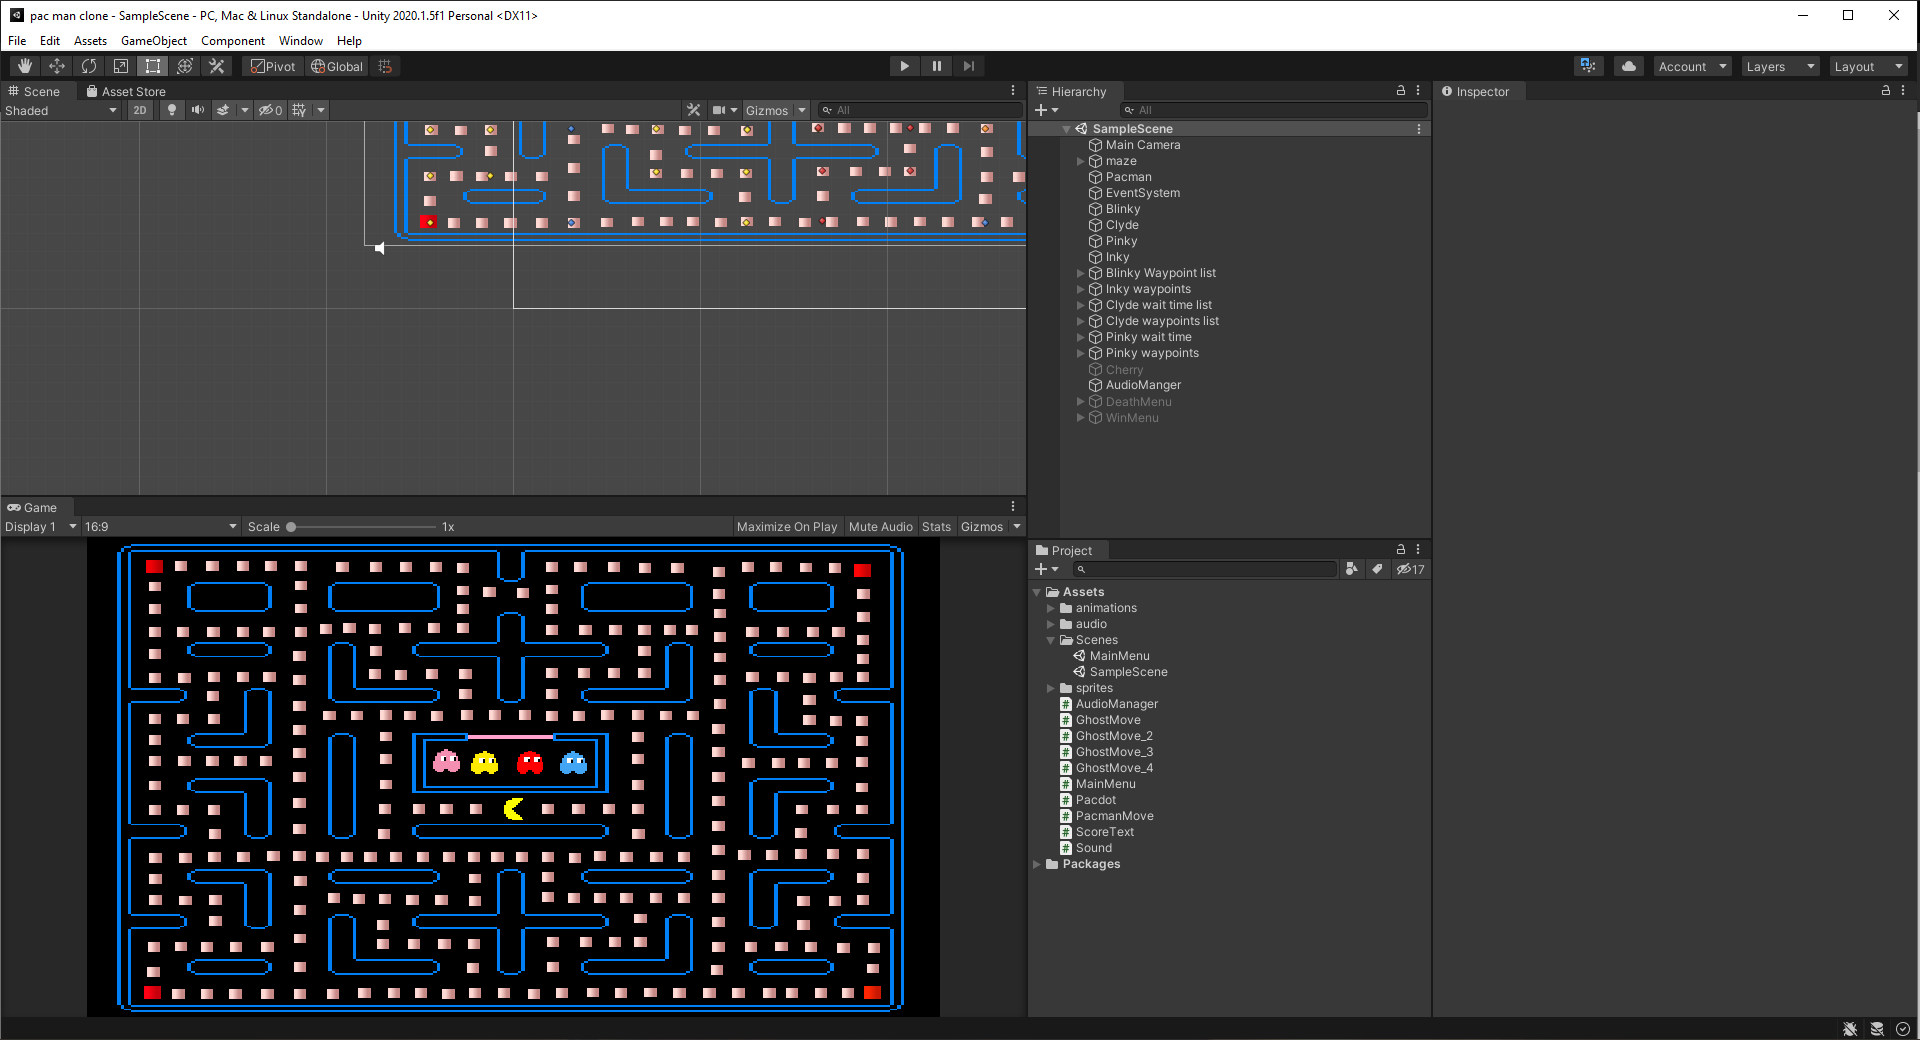 pac man clone - SampleScene - PC, Mac & Linux Standalone - Unity 2020.1.5f1 Personal <DX11>
File Edit Assets GameObject Component Window Help
Pivot Global Account Layers Layout
Scene Asset Store
Shaded 2D 0 Gizmos All
Hierarchy
All
SampleScene
Main Camera
maze
Pacman
EventSystem
Blinky
Clyde
Pinky
Inky
Blinky Waypoint list
Inky waypoints
Clyde wait time list
Clyde waypoints list
Pinky wait time
Pinky waypoints
Cherry
AudioManger
DeathMenu
WinMenu
Inspector
Game
Display 1 16:9 Scale 1x Maximize On Play Mute Audio Stats Gizmos
Project
17
Assets
animations
audio
Scenes
MainMenu
SampleScene
sprites
AudioManager
GhostMove
GhostMove_2
GhostMove_3
GhostMove_4
MainMenu
Pacdot
PacmanMove
ScoreText
Sound
Packages